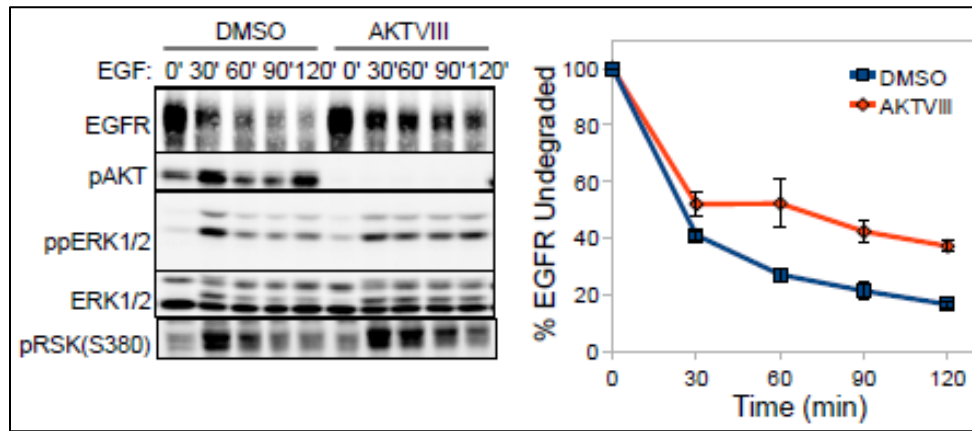 DMSO AKTVIII
EGF: 0' 30' 60' 90' 120' 0' 30' 60' 90' 120'
EGFR
pAKT
ppERK1/2
ERK1/2
pRSK(S380)
% EGFR Undegraded
100
80
60
40
20
0
DMSO
AKTVIII
0 30 60 90 120
Time (min)